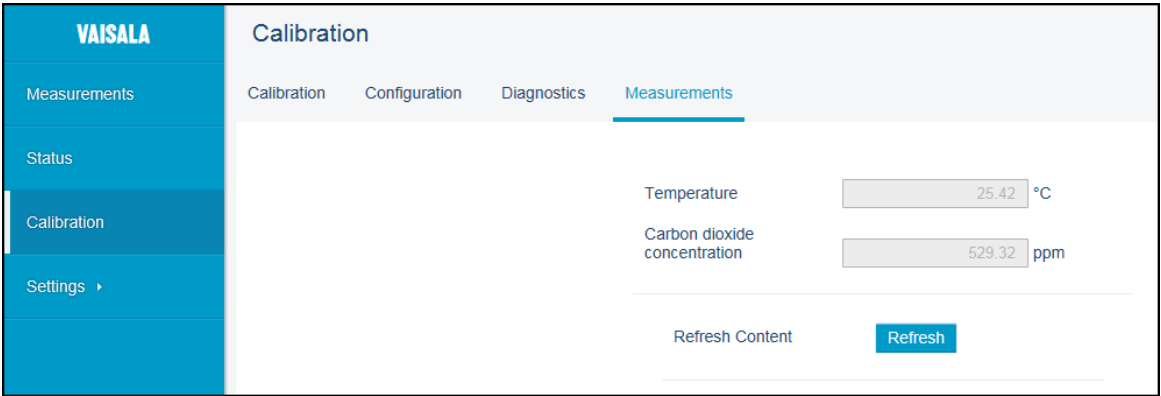 VAISALA
Measurements
Status
Calibration
Settings
Calibration
Calibration Configuration Diagnostics Measurements
Temperature 25.42 °C
Carbon dioxide
concentration 529.32 ppm
Refresh Content Refresh